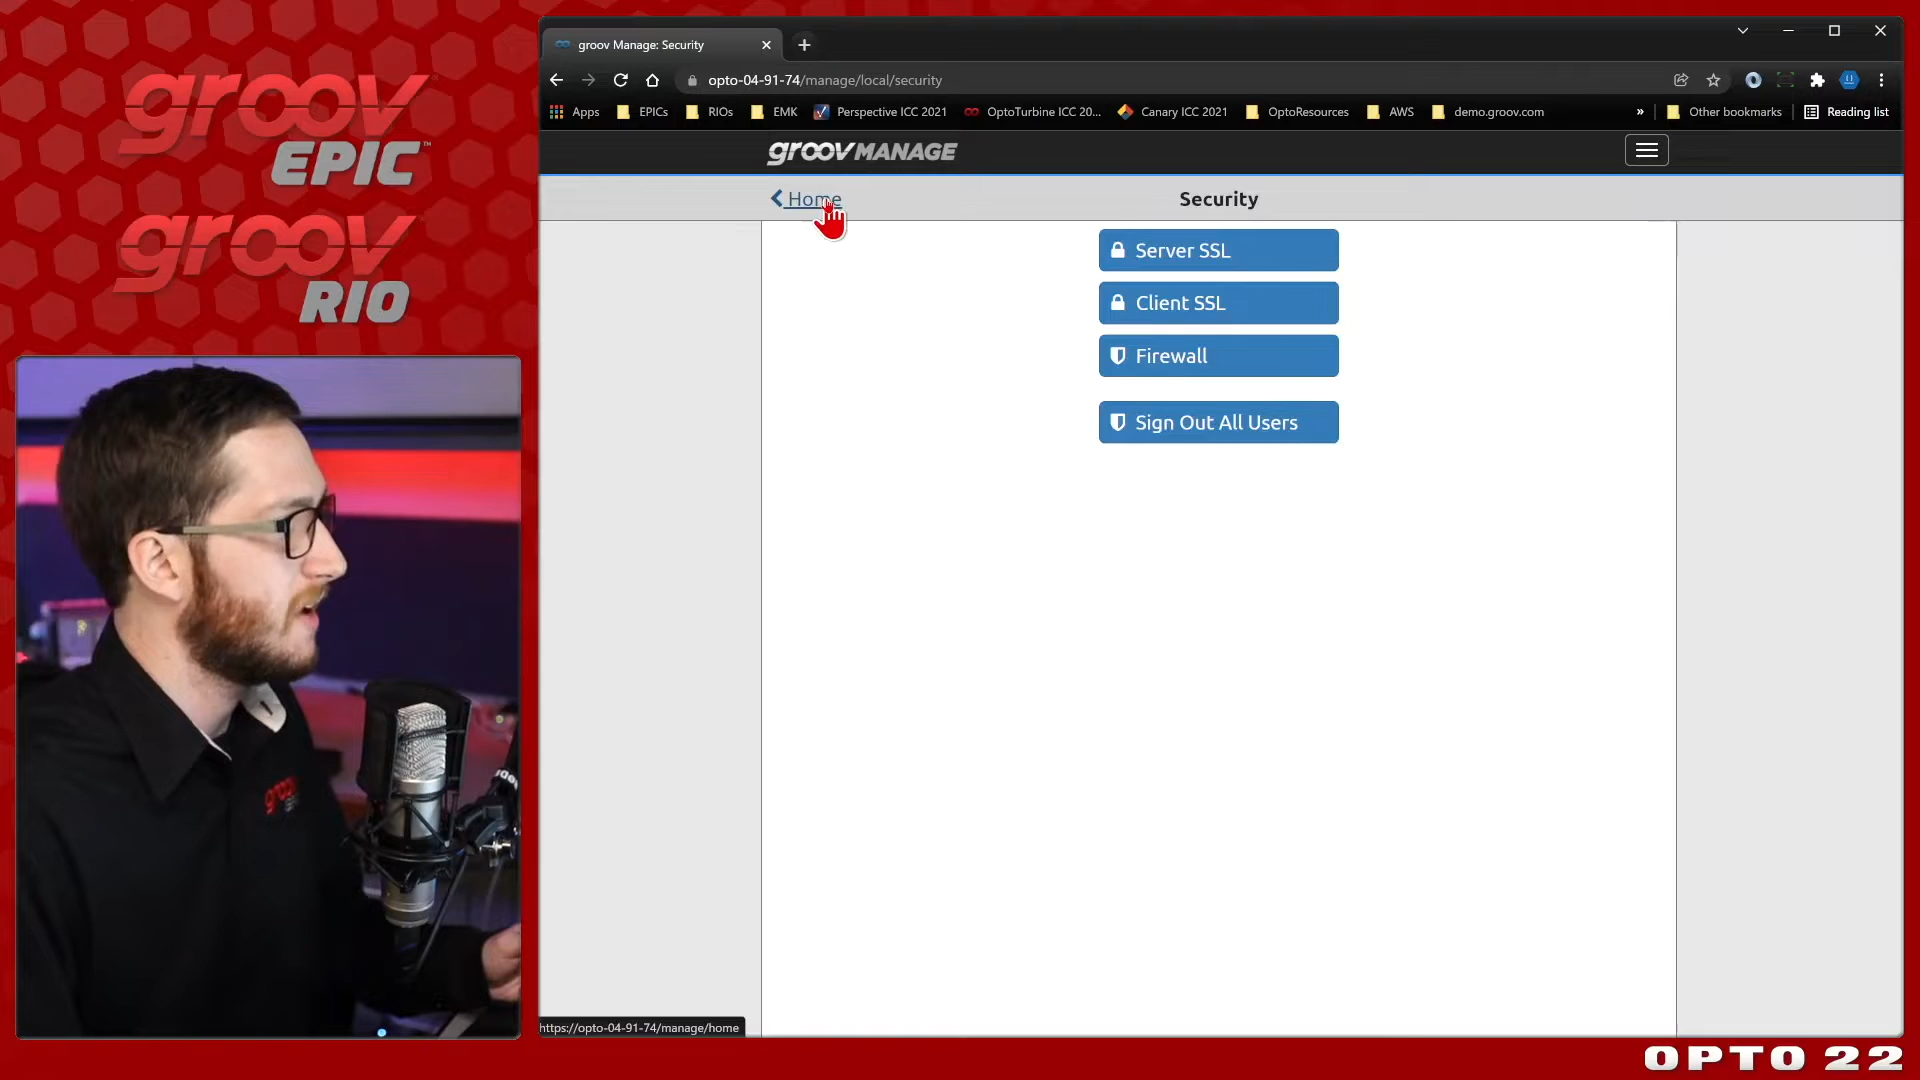 groov
EPIC™
groov
RIO
groov Manage: Security
opto-04-91-74/manage/local/security
Apps
EPICs
RIOs
EMK
Perspective ICC 2021
OptoTurbine ICC 20...
Canary ICC 2021
OptoResources
AWS
demo.groov.com
»
Other bookmarks
Reading list
groov MANAGE
Home
Security
Server SSL
Client SSL
Firewall
Sign Out All Users
groov
https://opto-04-91-74/manage/home
OPTO 22